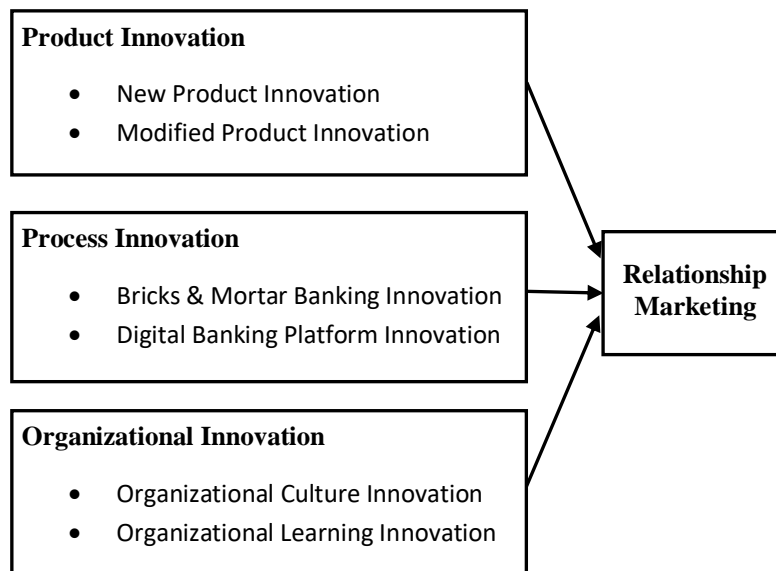 Product Innovation
• New Product Innovation
• Modified Product Innovation
Process Innovation
• Bricks & Mortar Banking Innovation
• Digital Banking Platform Innovation
Relationship
Marketing
Organizational Innovation
• Organizational Culture Innovation
• Organizational Learning Innovation